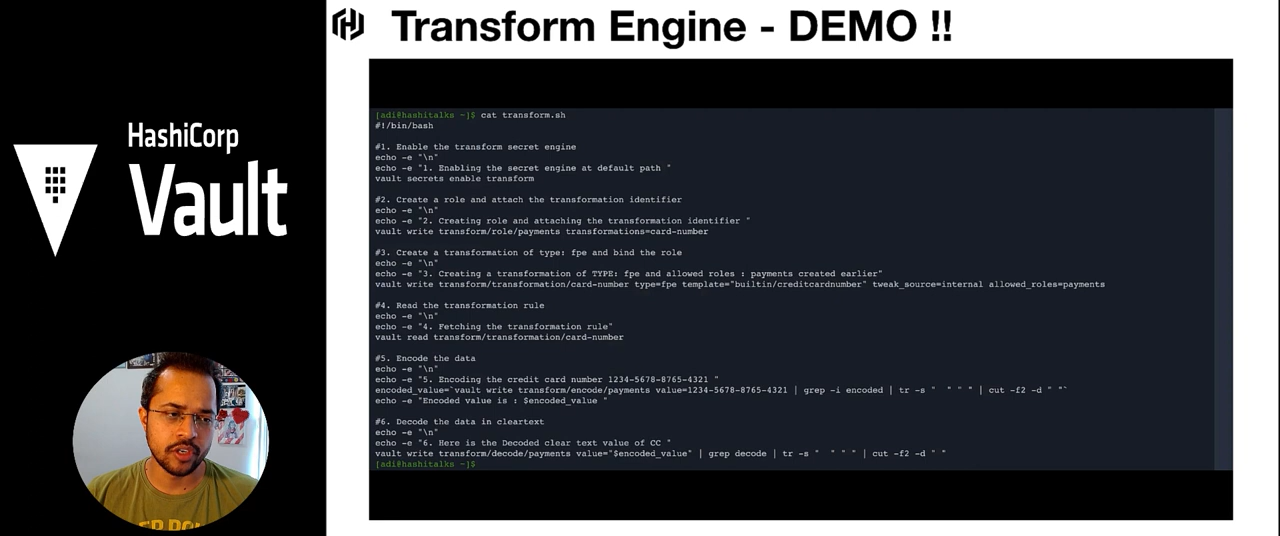 Transform Engine - DEMO !!
HashiCorp
Vault
[adi@hashitalks ~]$ cat transform.sh
#!/bin/bash
#1. Enable the transform secret engine
echo -e "\n"
echo -e "1. Enabling the secret engine at default path "
vault secrets enable transform
#2. Create a role and attach the transformation identifier
echo -e "\n"
echo -e "2. Creating role and attaching the transformation identifier "
vault write transform/role/payments transformations=card-number
#3. Create a transformation of type: fpe and bind the role
echo -e "\n"
echo -e "3. Creating a transformation of TYPE: fpe and allowed roles : payments created earlier"
vault write transform/transformation/card-number type=fpe template="builtin/creditcardnumber" tweak_source=internal allowed_roles=payments
#4. Read the transformation rule
echo -e "\n"
echo -e "4. Fetching the transformation rule"
vault read transform/transformation/card-number
#5. Encode the data
echo -e "\n"
echo -e "5. Encoding the credit card number 1234-5678-8765-4321 "
encoded_value=`vault write transform/encode/payments value=1234-5678-8765-4321 | grep -i encoded | tr -s "  " " " | cut -f2 -d " "`
echo -e "Encoded value is : $encoded_value "
#6. Decode the data in cleartext
echo -e "\n"
echo -e "6. Here is the Decoded clear text value of CC "
vault write transform/decode/payments value="$encoded_value" | grep decode | tr -s "  " " " | cut -f2 -d " "
[adi@hashitalks ~]$